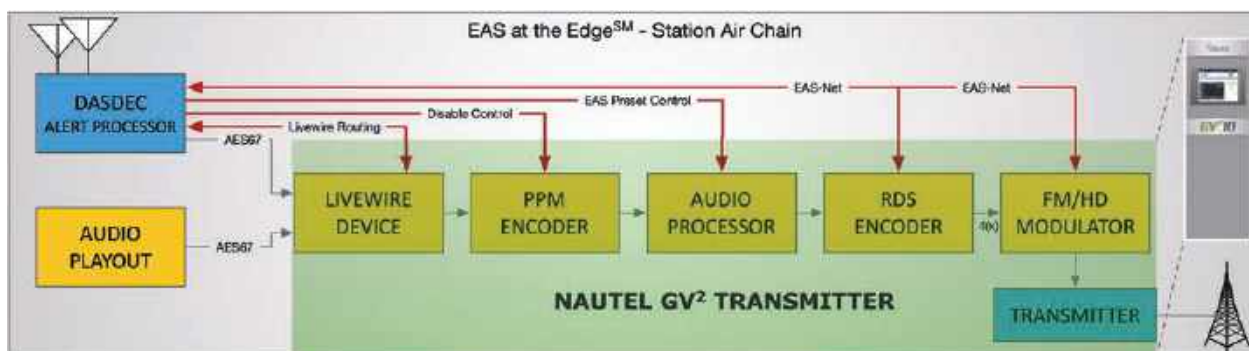 EAS at the Edge℠ - Station Air Chain
DASDEC
ALERT PROCESSOR
EAS-Net
EAS-Net
EAS Preset Control
Disable Control
Livewire Routing
AES67
LIVEWIRE
DEVICE
PPM
ENCODER
AUDIO
PROCESSOR
RDS
ENCODER
FM/HD
MODULATOR
AUDIO
PLAYOUT
AES67
NAUTEL GV² TRANSMITTER
TRANSMITTER